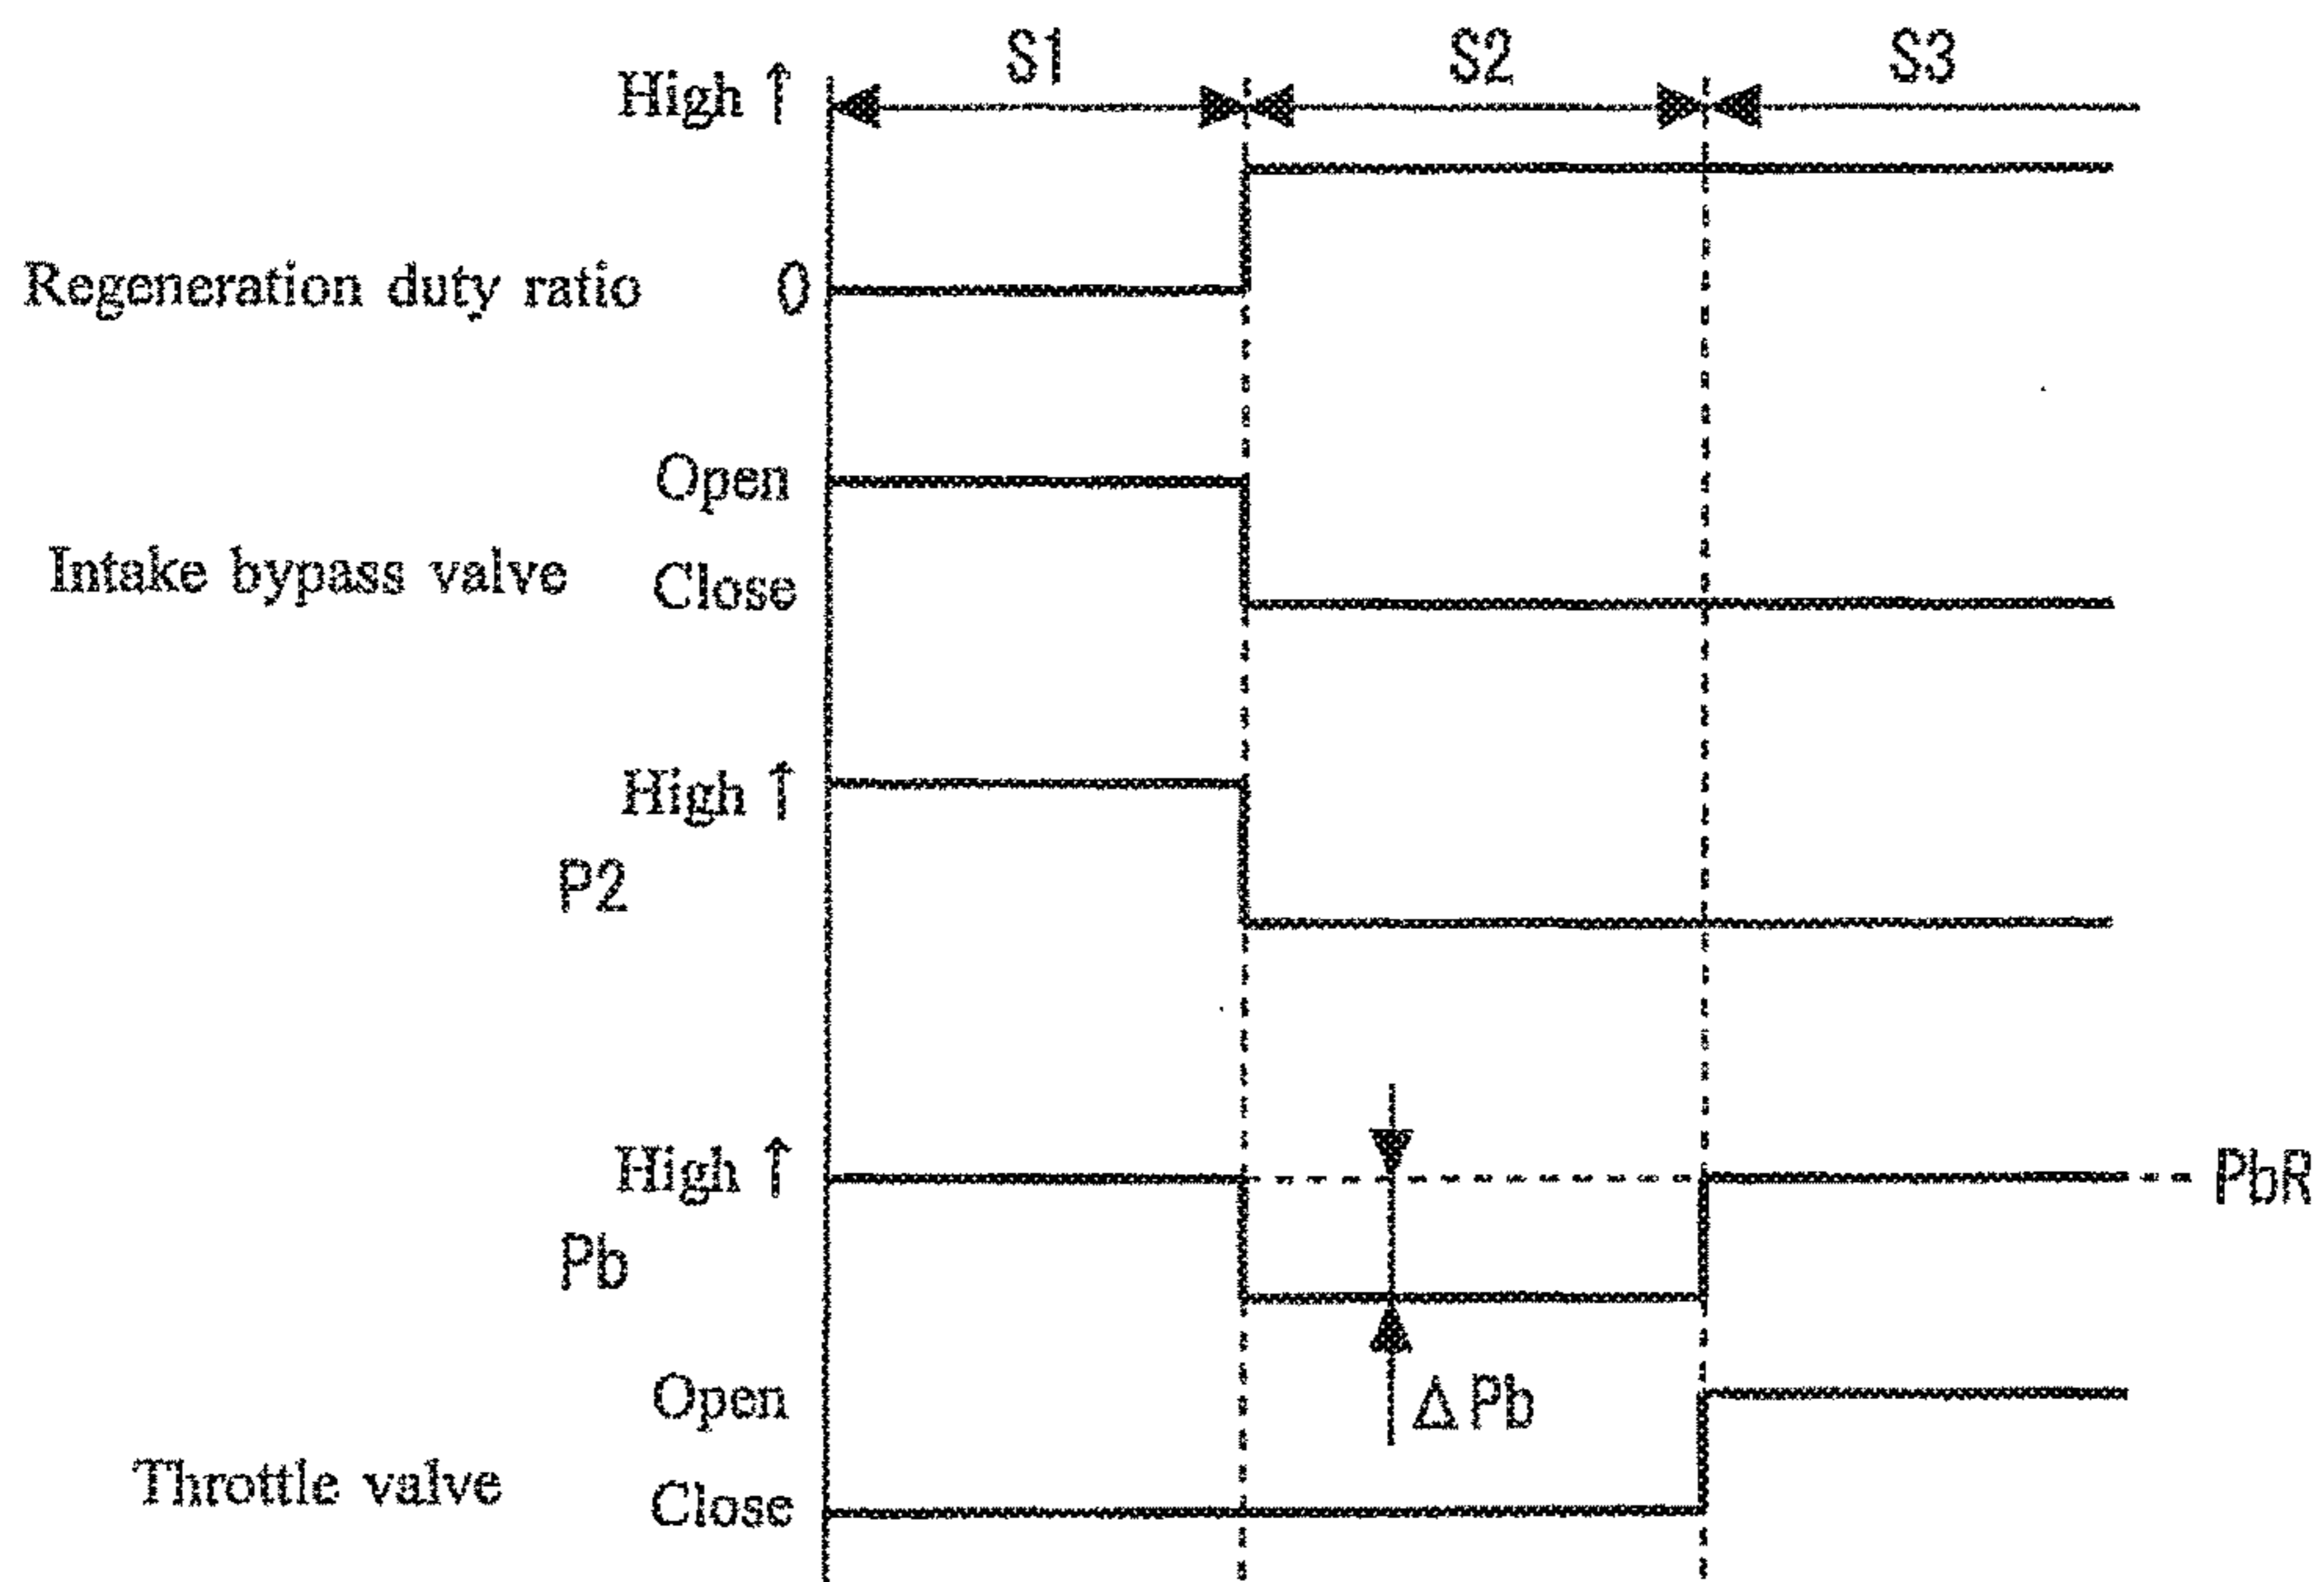 S1 S2 S3
High ↑
Regeneration duty ratio 0
Open
Intake bypass valve Close
High ↑
P2
High ↑ PbR
Pb
Open ΔPb
Throttle valve Close